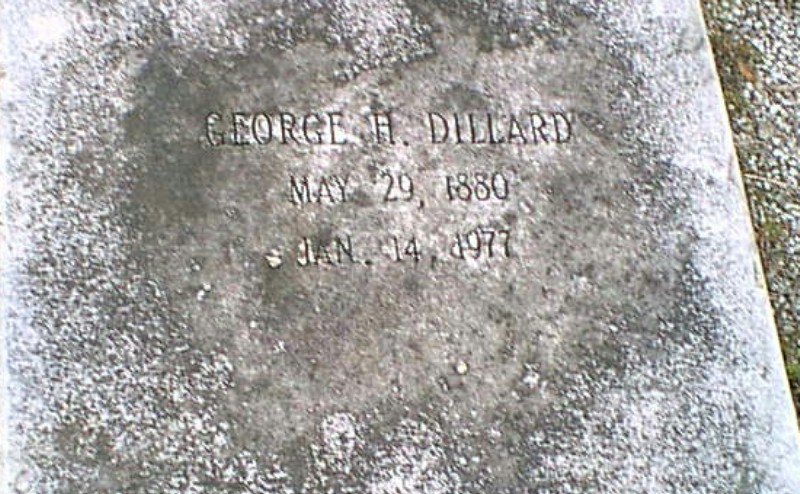 GEORGE H. DILLARD
MAY 29, 1880
JAN. 14, 1977